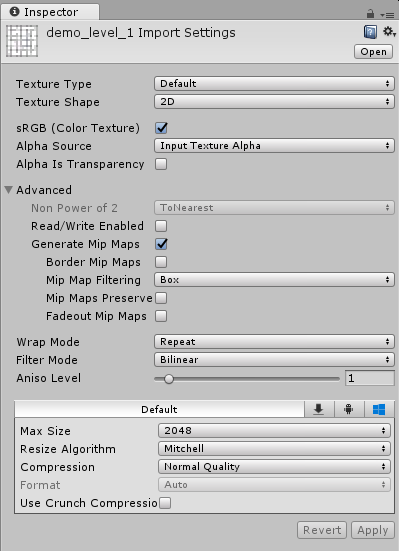 Inspector
demo_level_1 Import Settings
Open
Texture Type Default
Texture Shape 2D
sRGB (Color Texture)
Alpha Source Input Texture Alpha
Alpha Is Transparency
Advanced
Non Power of 2 ToNearest
Read/Write Enabled
Generate Mip Maps
Border Mip Maps
Mip Map Filtering Box
Mip Maps Preserve
Fadeout Mip Maps
Wrap Mode Repeat
Filter Mode Bilinear
Aniso Level 1
Default
Max Size 2048
Resize Algorithm Mitchell
Compression Normal Quality
Format Auto
Use Crunch Compressio
Revert Apply